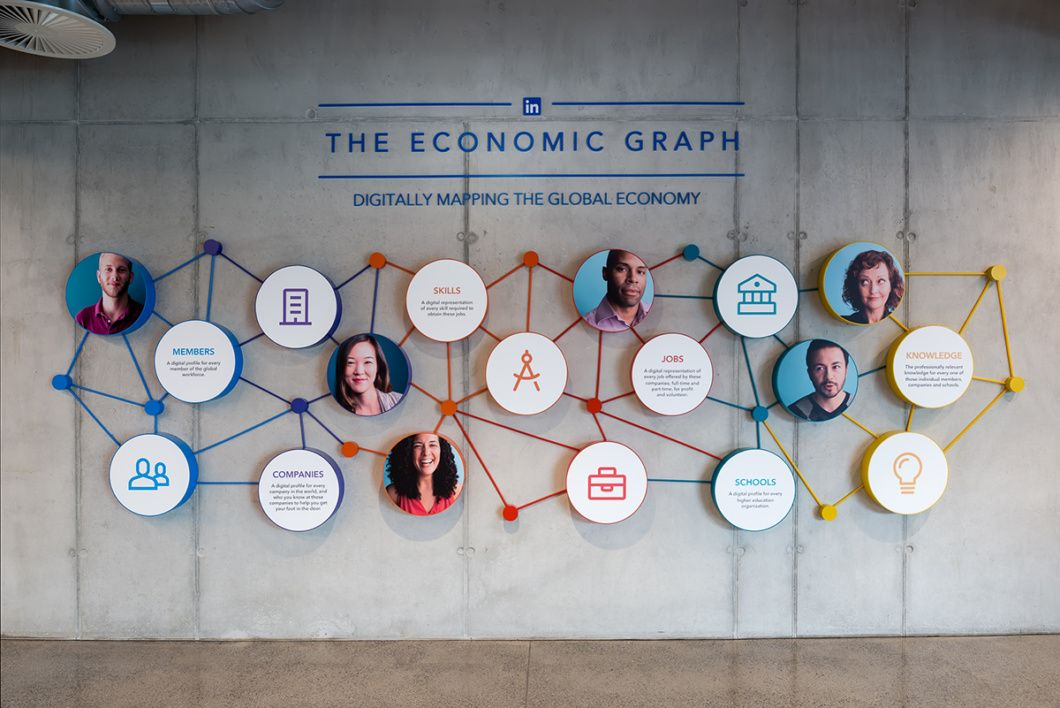 in
THE ECONOMIC GRAPH
DIGITALLY MAPPING THE GLOBAL ECONOMY
SKILLS
A digital representation
of every skill required to
obtain these jobs.
MEMBERS
A digital profile for every
member of the global
workforce.
JOBS
A digital representation of
every job offered by these
companies, full-time and
part-time, for profit
and volunteer.
KNOWLEDGE
The professionally relevant
knowledge for every one of
those individual members,
companies and schools.
COMPANIES
A digital profile for every
company in the world, and
who you know at those
companies to help you get
your foot in the door.
SCHOOLS
A digital profile for every
higher education
organization.